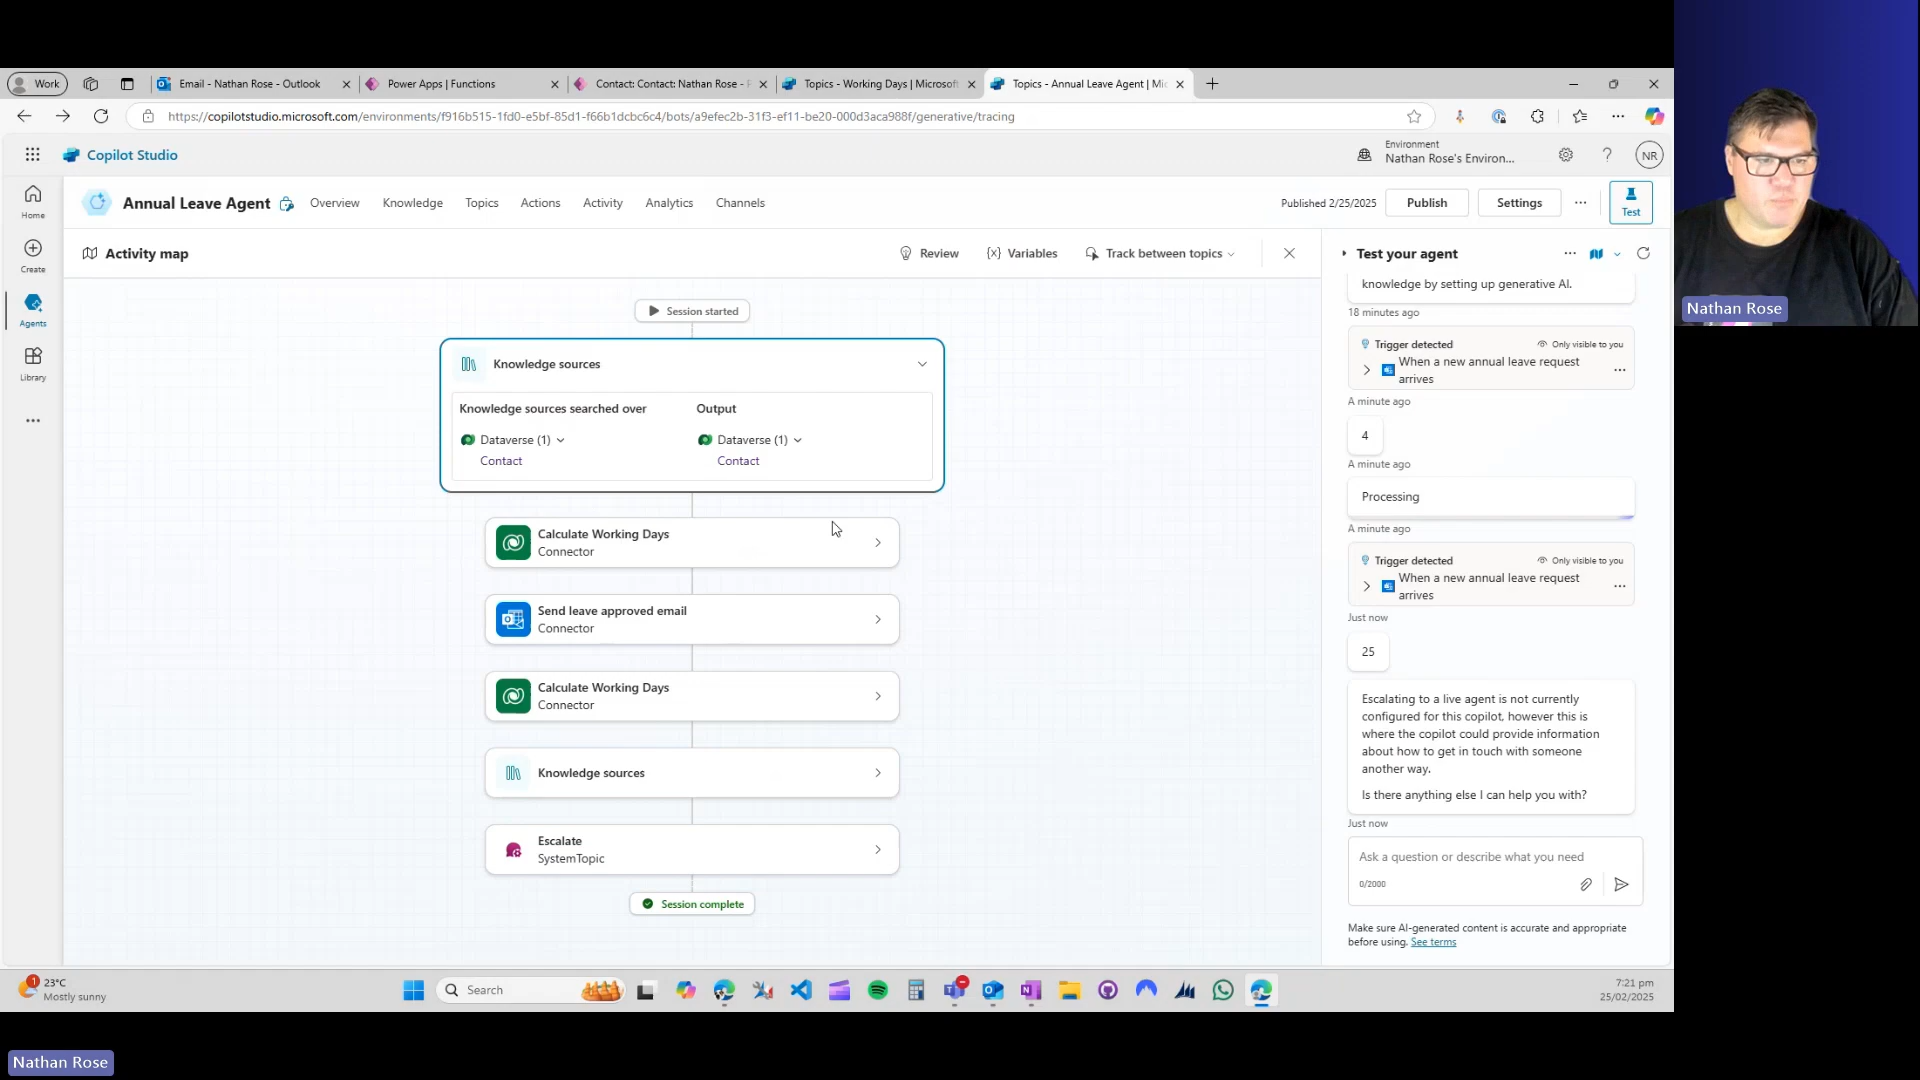 Work
Email - Nathan Rose - Outlook
Power Apps | Functions
Contact: Contact: Nathan Rose -
Topics - Working Days | Microsoft
Topics - Annual Leave Agent | Mic
https://copilotstudio.microsoft.com/environments/f916b515-1fd0-e5bf-85d1-f66b1dcbc6c4/bots/a9efec2b-31f3-ef11-be20-000d3aca988f/generative/tracing
Copilot Studio
Environment
Nathan Rose's Environ...
NR
Home
Create
Agents
Library
Annual Leave Agent
Overview
Knowledge
Topics
Actions
Activity
Analytics
Channels
Published 2/25/2025
Publish
Settings
Test
Activity map
Review
{x} Variables
Track between topics
Session started
Knowledge sources
Knowledge sources searched over
Output
Dataverse (1)
Dataverse (1)
Contact
Contact
Calculate Working Days
Connector
Send leave approved email
Connector
Calculate Working Days
Connector
Knowledge sources
Escalate
SystemTopic
Session complete
Test your agent
knowledge by setting up generative AI.
18 minutes ago
Trigger detected
Only visible to you
When a new annual leave request
arrives
A minute ago
4
A minute ago
Processing
A minute ago
Trigger detected
Only visible to you
When a new annual leave request
arrives
Just now
25
Escalating to a live agent is not currently
configured for this copilot, however this is
where the copilot could provide information
about how to get in touch with someone
another way.
Is there anything else I can help you with?
Just now
Ask a question or describe what you need
0/2000
Make sure AI-generated content is accurate and appropriate
before using. See terms
1
23°C
Mostly sunny
Search
7:21 pm
25/02/2025
Nathan Rose
Nathan Rose